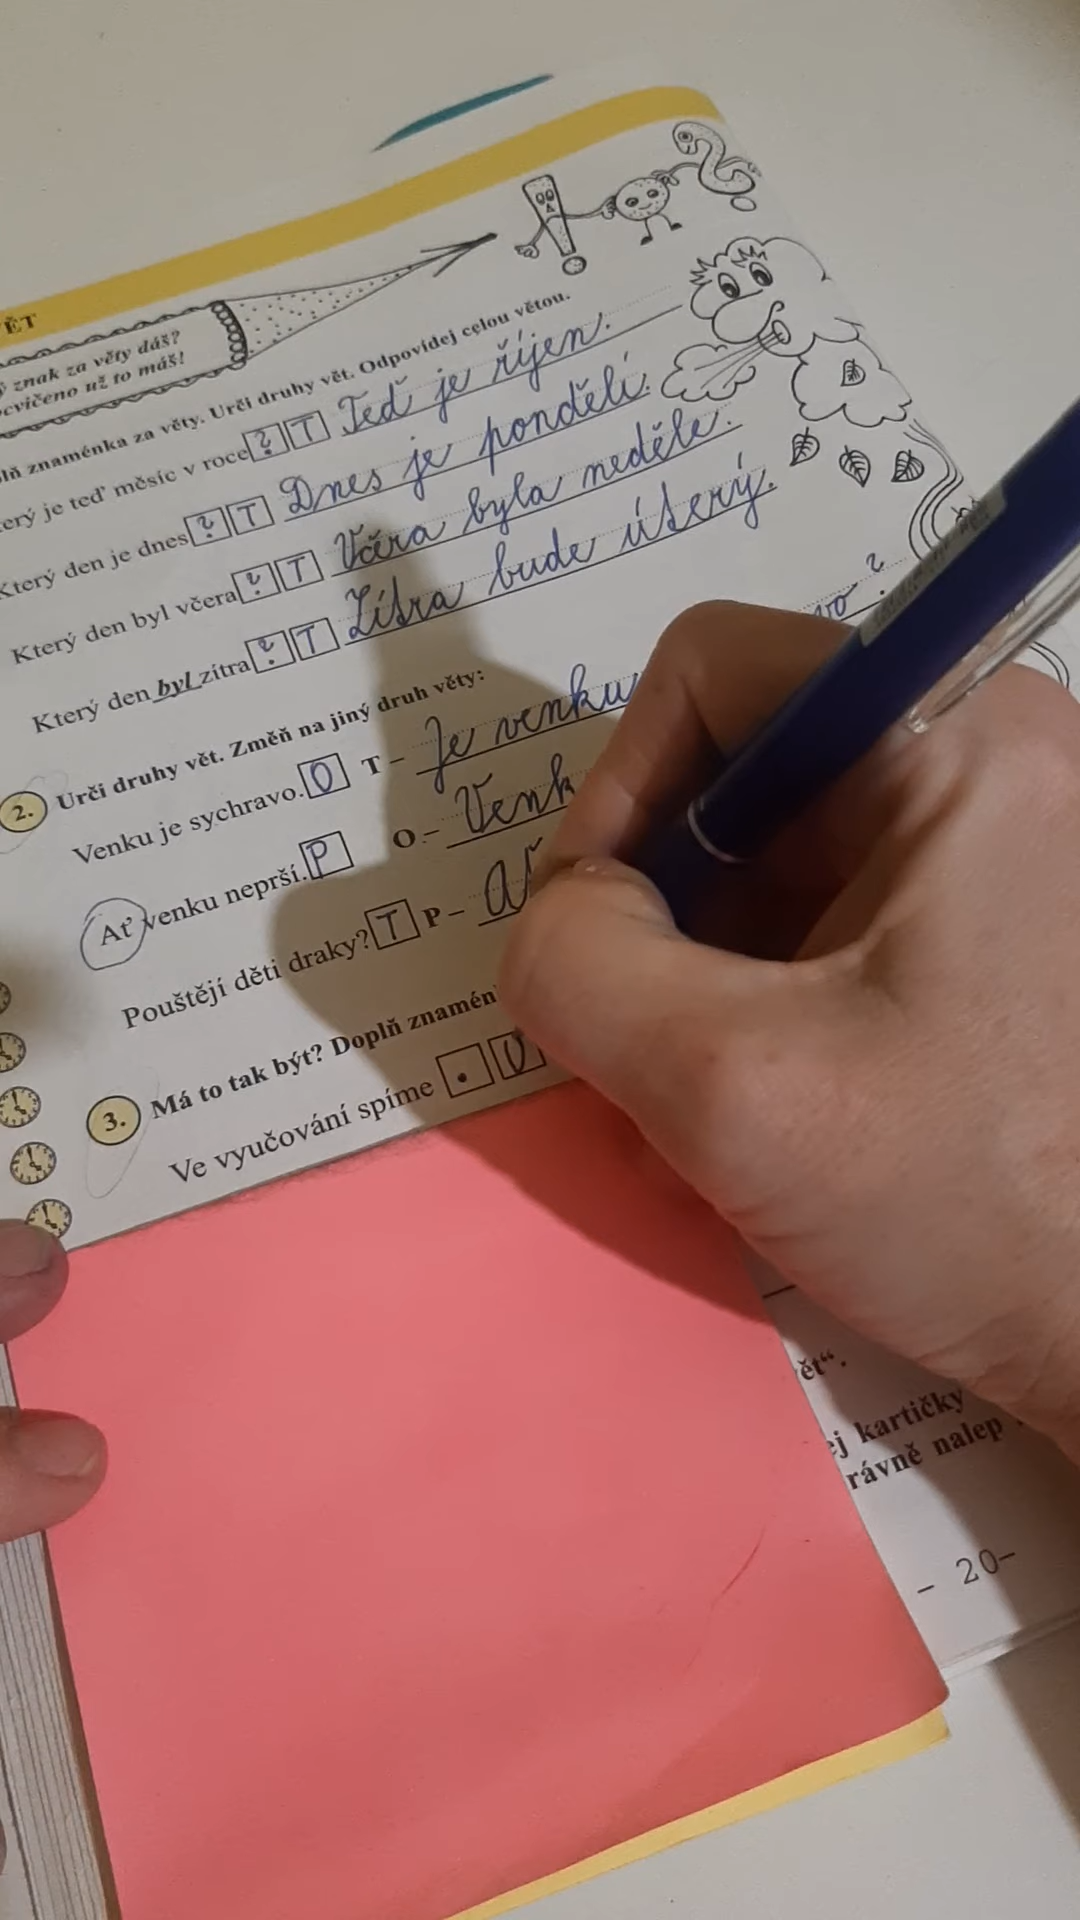 ĚT
znak za věty dáš?
ocvičeno už to máš!
lň znaménka za věty. Urči druhy vět. Odpovídej celou větou.
terý je teď měsíc v roce ? T Teď je říjen.
Který den je dnes ? T Dnes je pondělí.
Který den byl včera ? T Včera byla neděle.
Který den byl zítra ? T Zítra bude úterý.
2. Urči druhy vět. Změň na jiný druh věty:
Venku je sychravo. O T – Je venku vo ?
Ať venku neprší. P O – Venk
Pouštějí děti draky? T P – Ať
3. Má to tak být? Doplň znamén
Ve vyučování spíme .
ět“.
ej kartičky
rávně nalep
- 20-